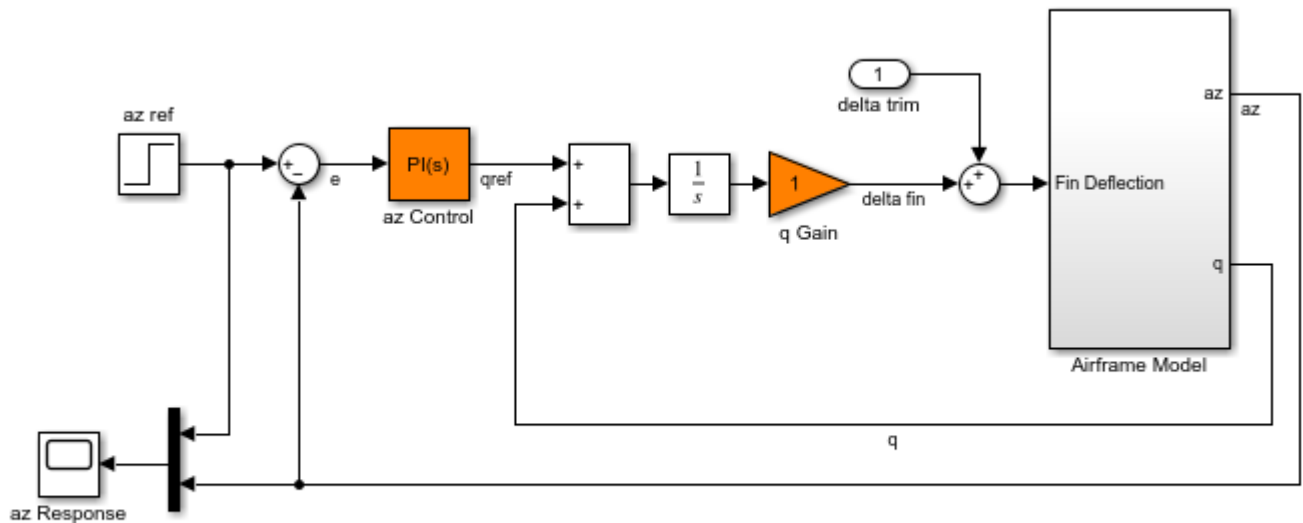 1
delta trim
az
az
az ref
+
−
e
PI(s)
qref
az Control
+
+
1
s
1
delta fin
q Gain
+
+
Fin Deflection
q
Airframe Model
q
az Response